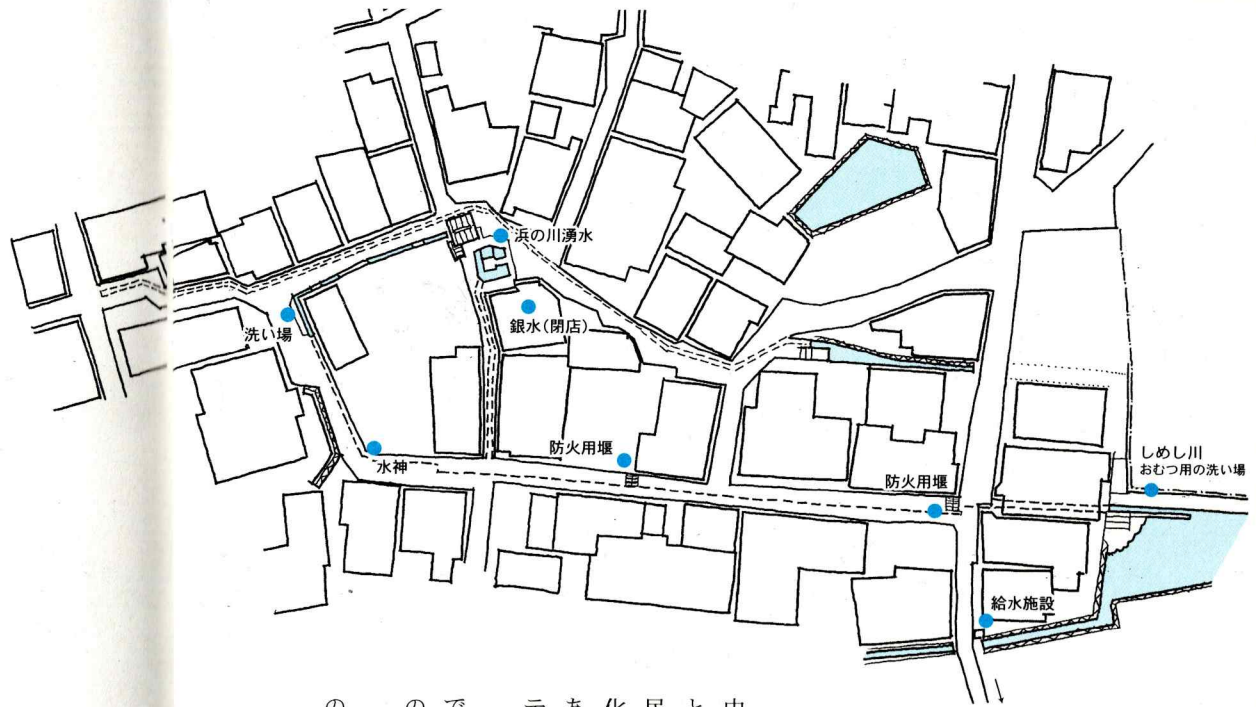 浜の川湧水
銀水(閉店)
洗い場
水神
防火用堰
防火用堰
しめし川
おむつ用の洗い場
給水施設